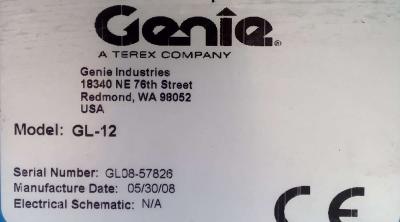 Genie®
A TEREX COMPANY
Genie Industries
18340 NE 76th Street
Redmond, WA 98052
USA
Model: GL-12
Serial Number: GL08-57826
Manufacture Date: 05/30/08
Electrical Schematic: N/A
CE